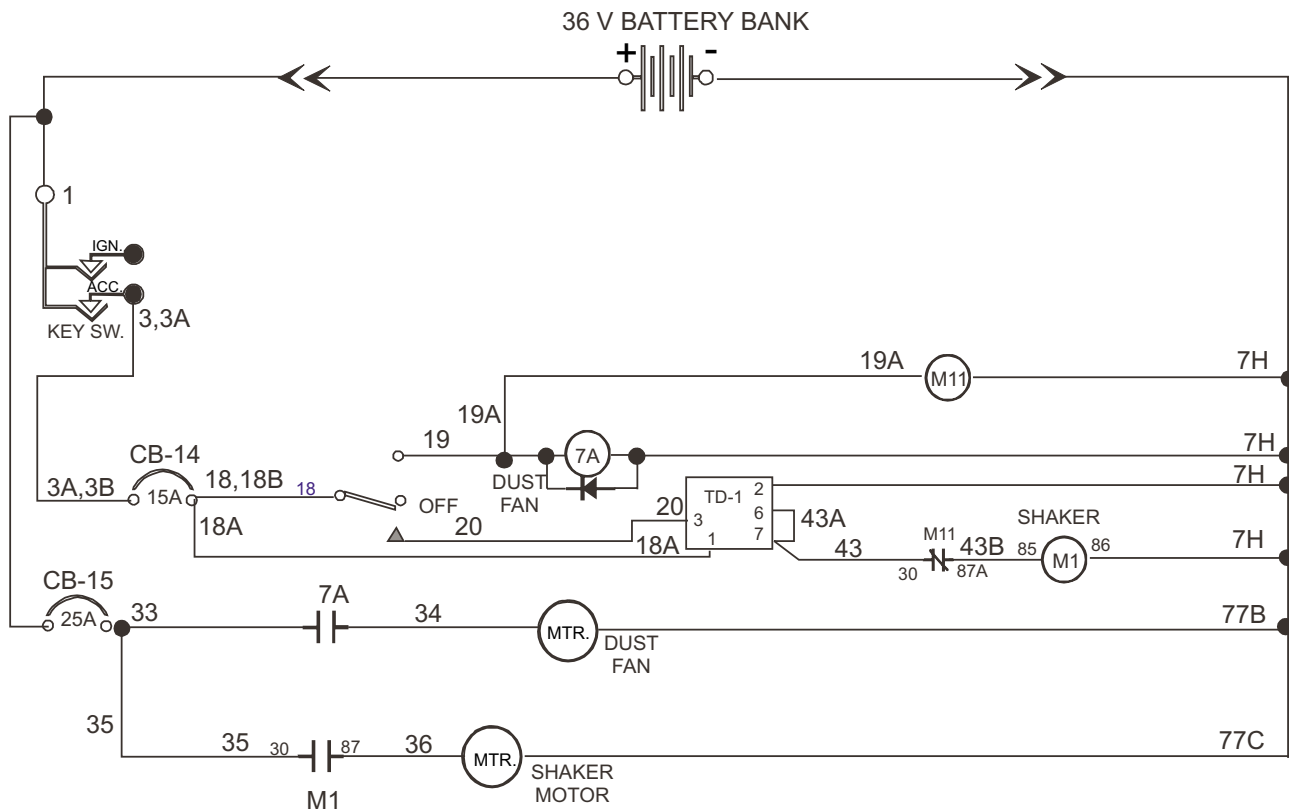 36 V BATTERY BANK
+ -
1
IGN.
ACC.
KEY SW.
3,3A
19A
M11
7H
19A
19
7A
7H
DUST
FAN
CB-14
3A,3B
15A
18,18B
18
OFF
18A
20
20
18A
TD-1
2
3
6
1
7
7H
43A
43
M11
30
87A
43B
SHAKER
85
M1
86
7H
CB-15
25A
33
7A
34
MTR.
DUST
FAN
77B
35
35
30
87
M1
36
MTR.
SHAKER
MOTOR
77C